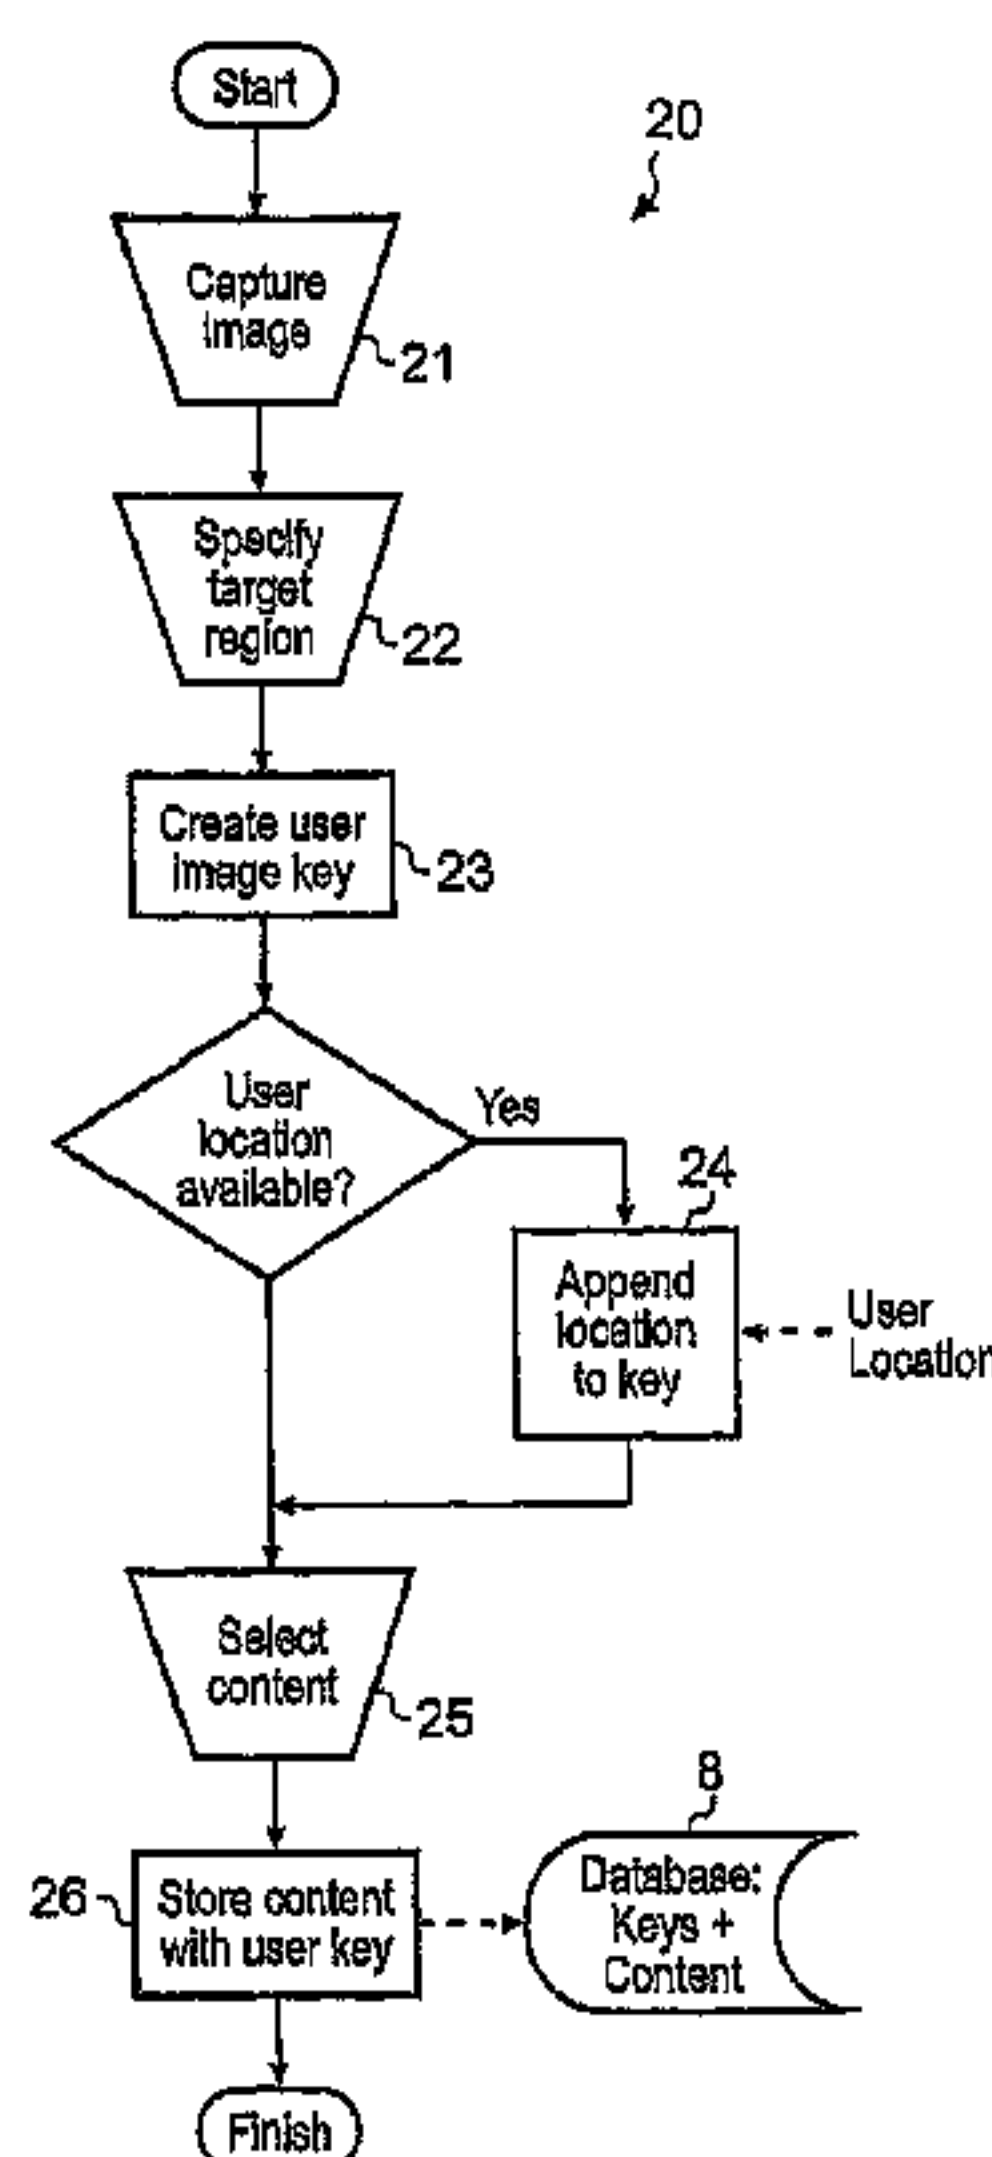 Start
20
Capture
image
21
Specify
target
region
22
Create user
image key
23
User
location
available?
Yes
24
Append
location
to key
User
Location
Select
content
25
8
26
Store content
with user key
Database:
Keys +
Content
Finish